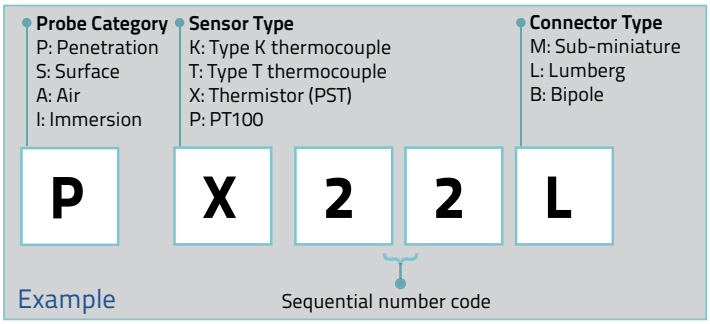 Probe Category
P: Penetration
S: Surface
A: Air
I: Immersion
Sensor Type
K: Type K thermocouple
T: Type T thermocouple
X: Thermistor (PST)
P: PT100
Connector Type
M: Sub-miniature
L: Lumberg
B: Bipole
P X 2 2 L
Sequential number code
Example